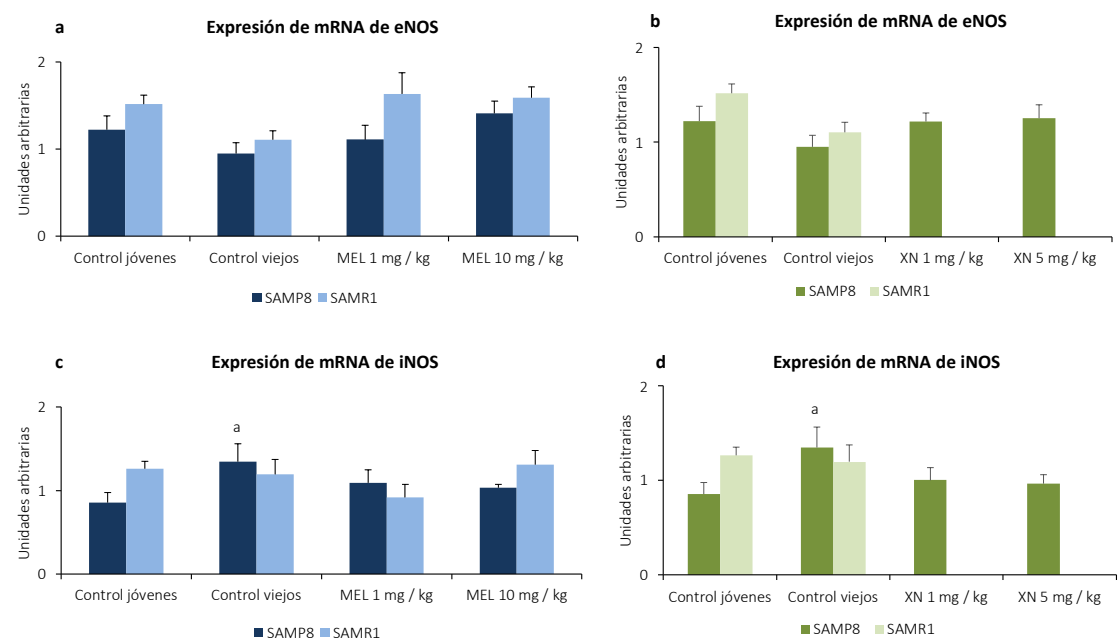 a
Expresión de mRNA de eNOS
Unidades arbitrarias
2
1
0
Control jóvenes
Control viejos
MEL 1 mg / kg
MEL 10 mg / kg
SAMP8
SAMR1
b
Expresión de mRNA de eNOS
Unidades arbitrarias
2
1
0
Control jóvenes
Control viejos
XN 1 mg / kg
XN 5 mg / kg
SAMP8
SAMR1
c
Expresión de mRNA de iNOS
Unidades arbitrarias
2
1
0
a
Control jóvenes
Control viejos
MEL 1 mg / kg
MEL 10 mg / kg
SAMP8
SAMR1
d
Expresión de mRNA de iNOS
Unidades arbitrarias
2
1
0
a
Control jóvenes
Control viejos
XN 1 mg / kg
XN 5 mg / kg
SAMP8
SAMR1